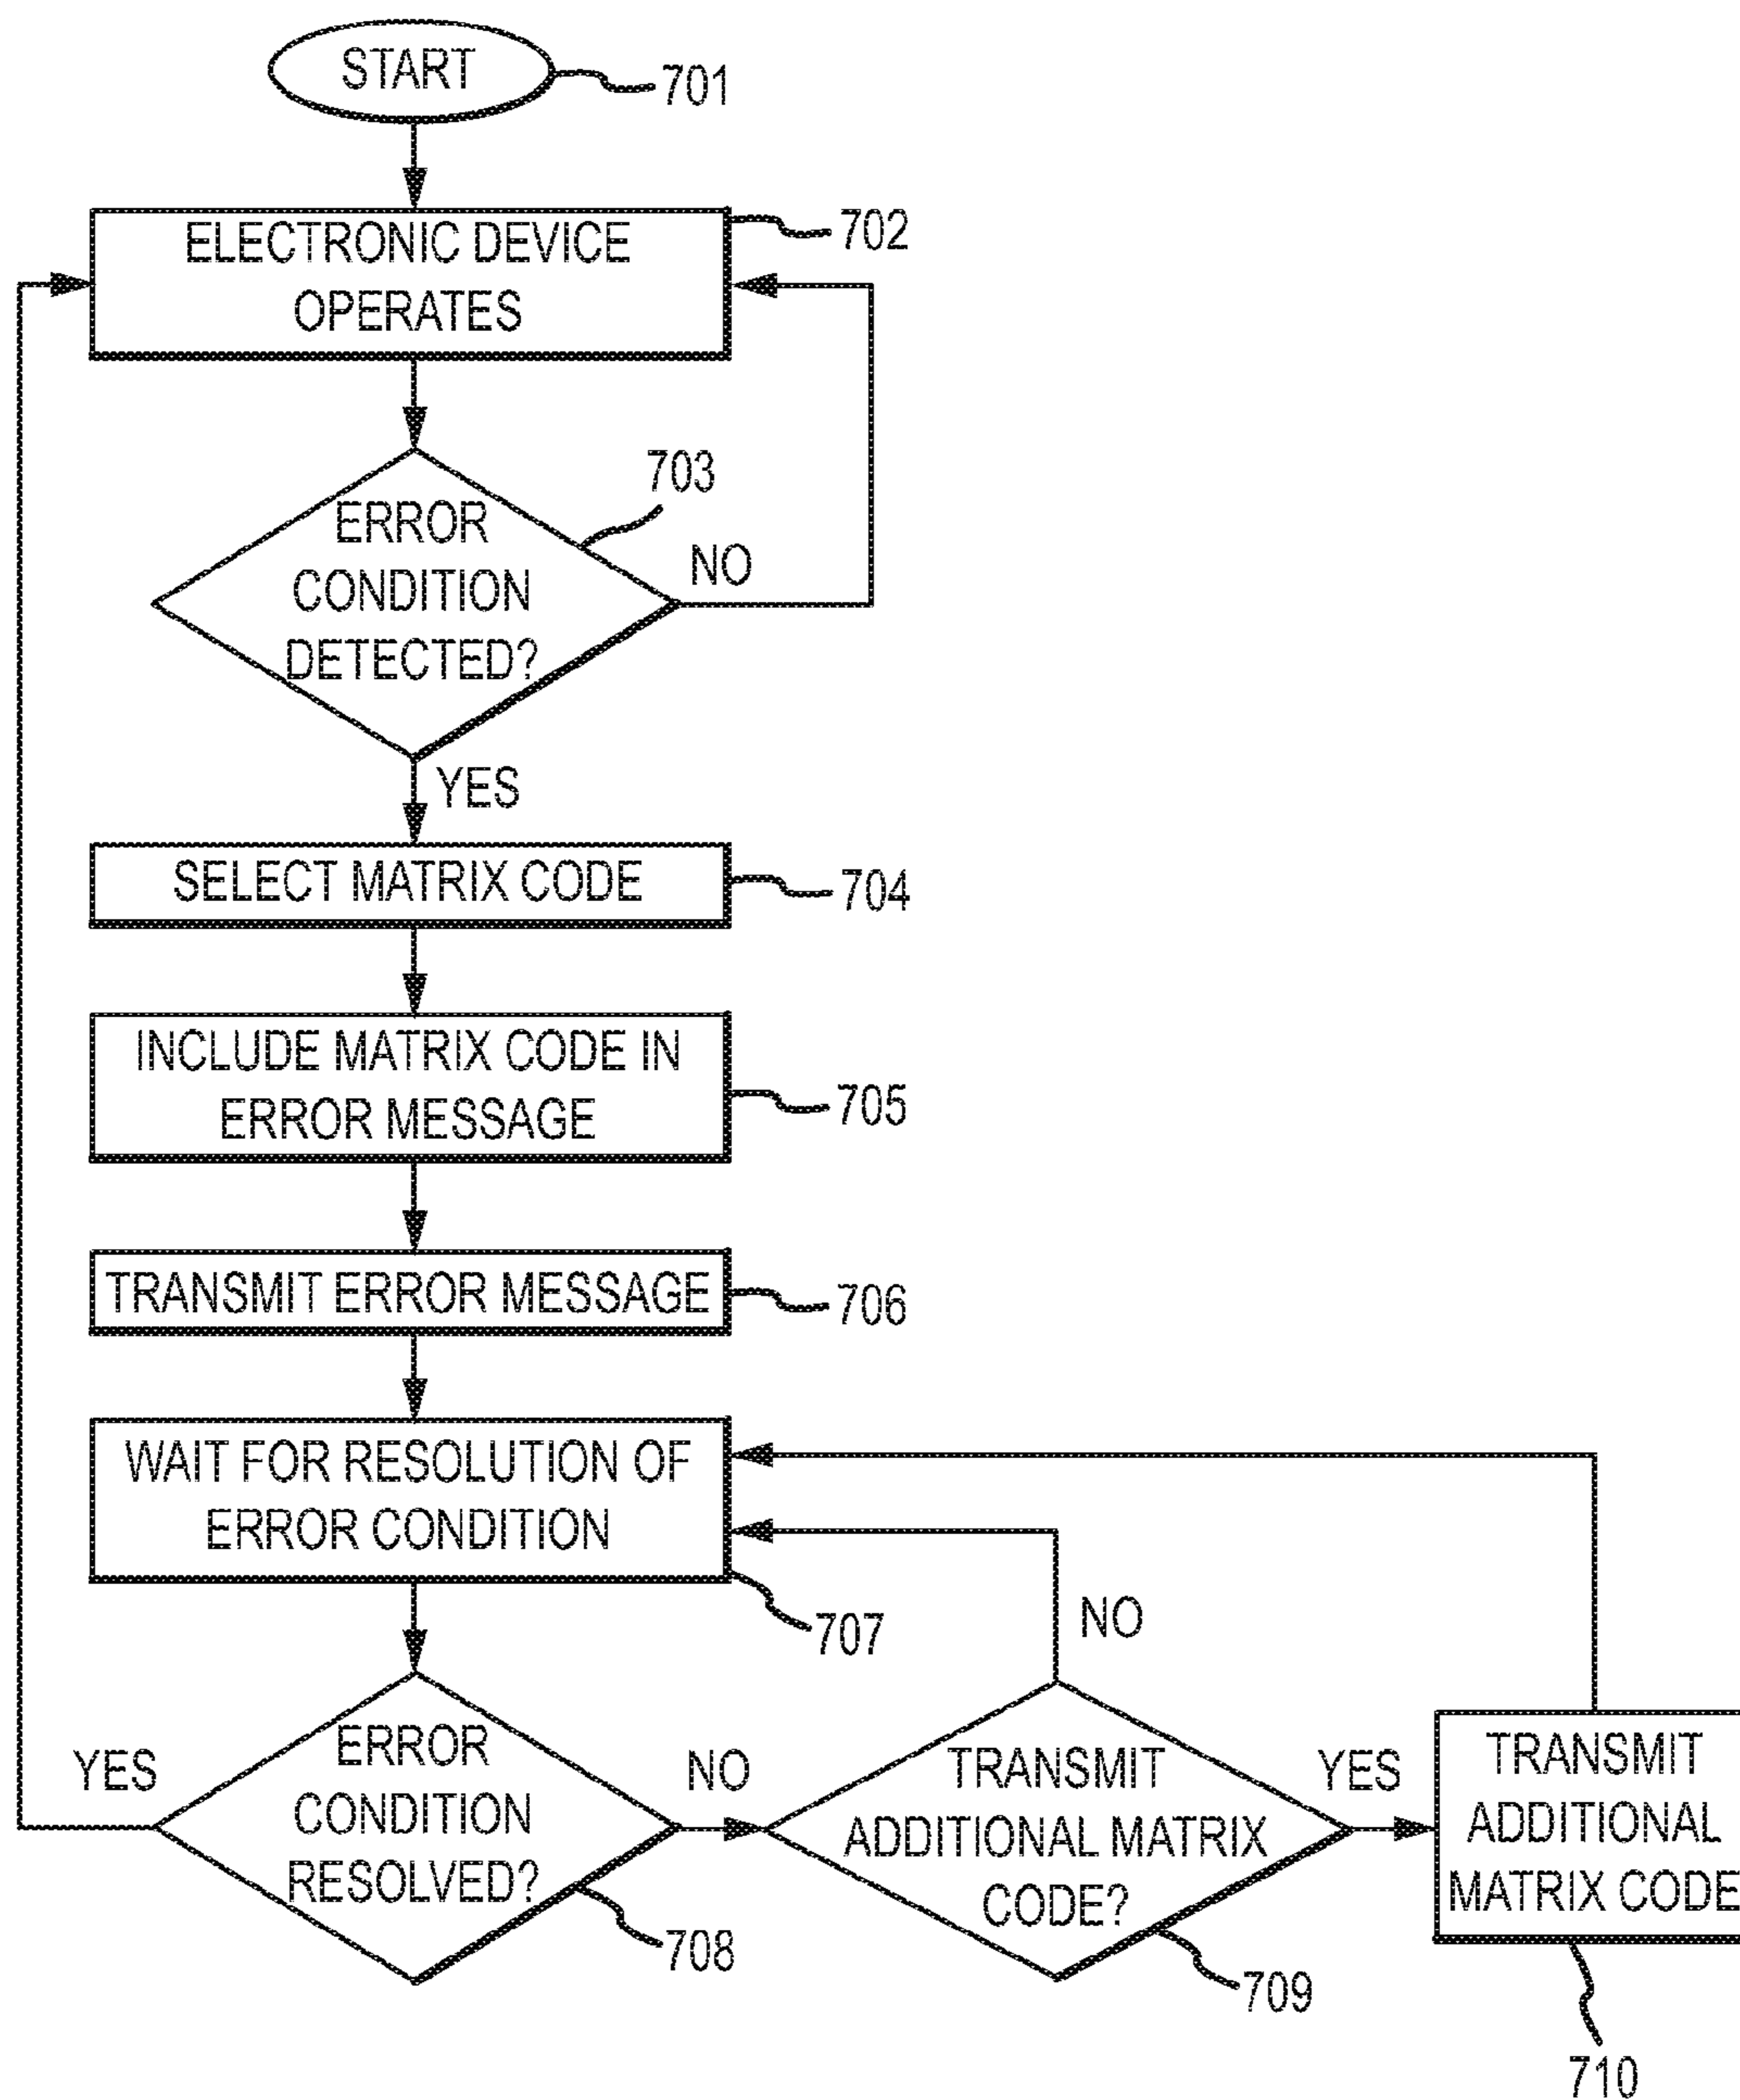 START
701
ELECTRONIC DEVICE
OPERATES
702
ERROR
CONDITION
DETECTED?
703
NO
YES
SELECT MATRIX CODE
704
INCLUDE MATRIX CODE IN
ERROR MESSAGE
705
TRANSMIT ERROR MESSAGE
706
WAIT FOR RESOLUTION OF
ERROR CONDITION
707
ERROR
CONDITION
RESOLVED?
708
YES
NO
TRANSMIT
ADDITIONAL MATRIX
CODE?
709
NO
YES
TRANSMIT
ADDITIONAL
MATRIX CODE
710